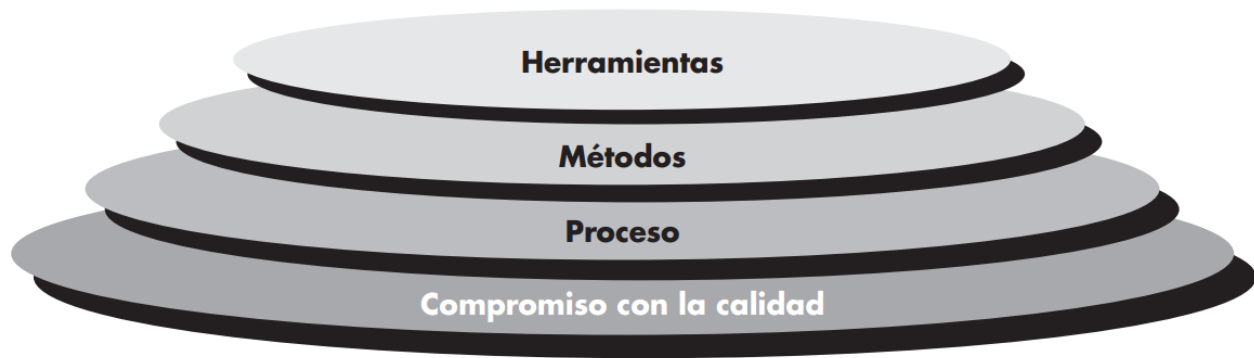 Herramientas
Métodos
Proceso
Compromiso con la calidad